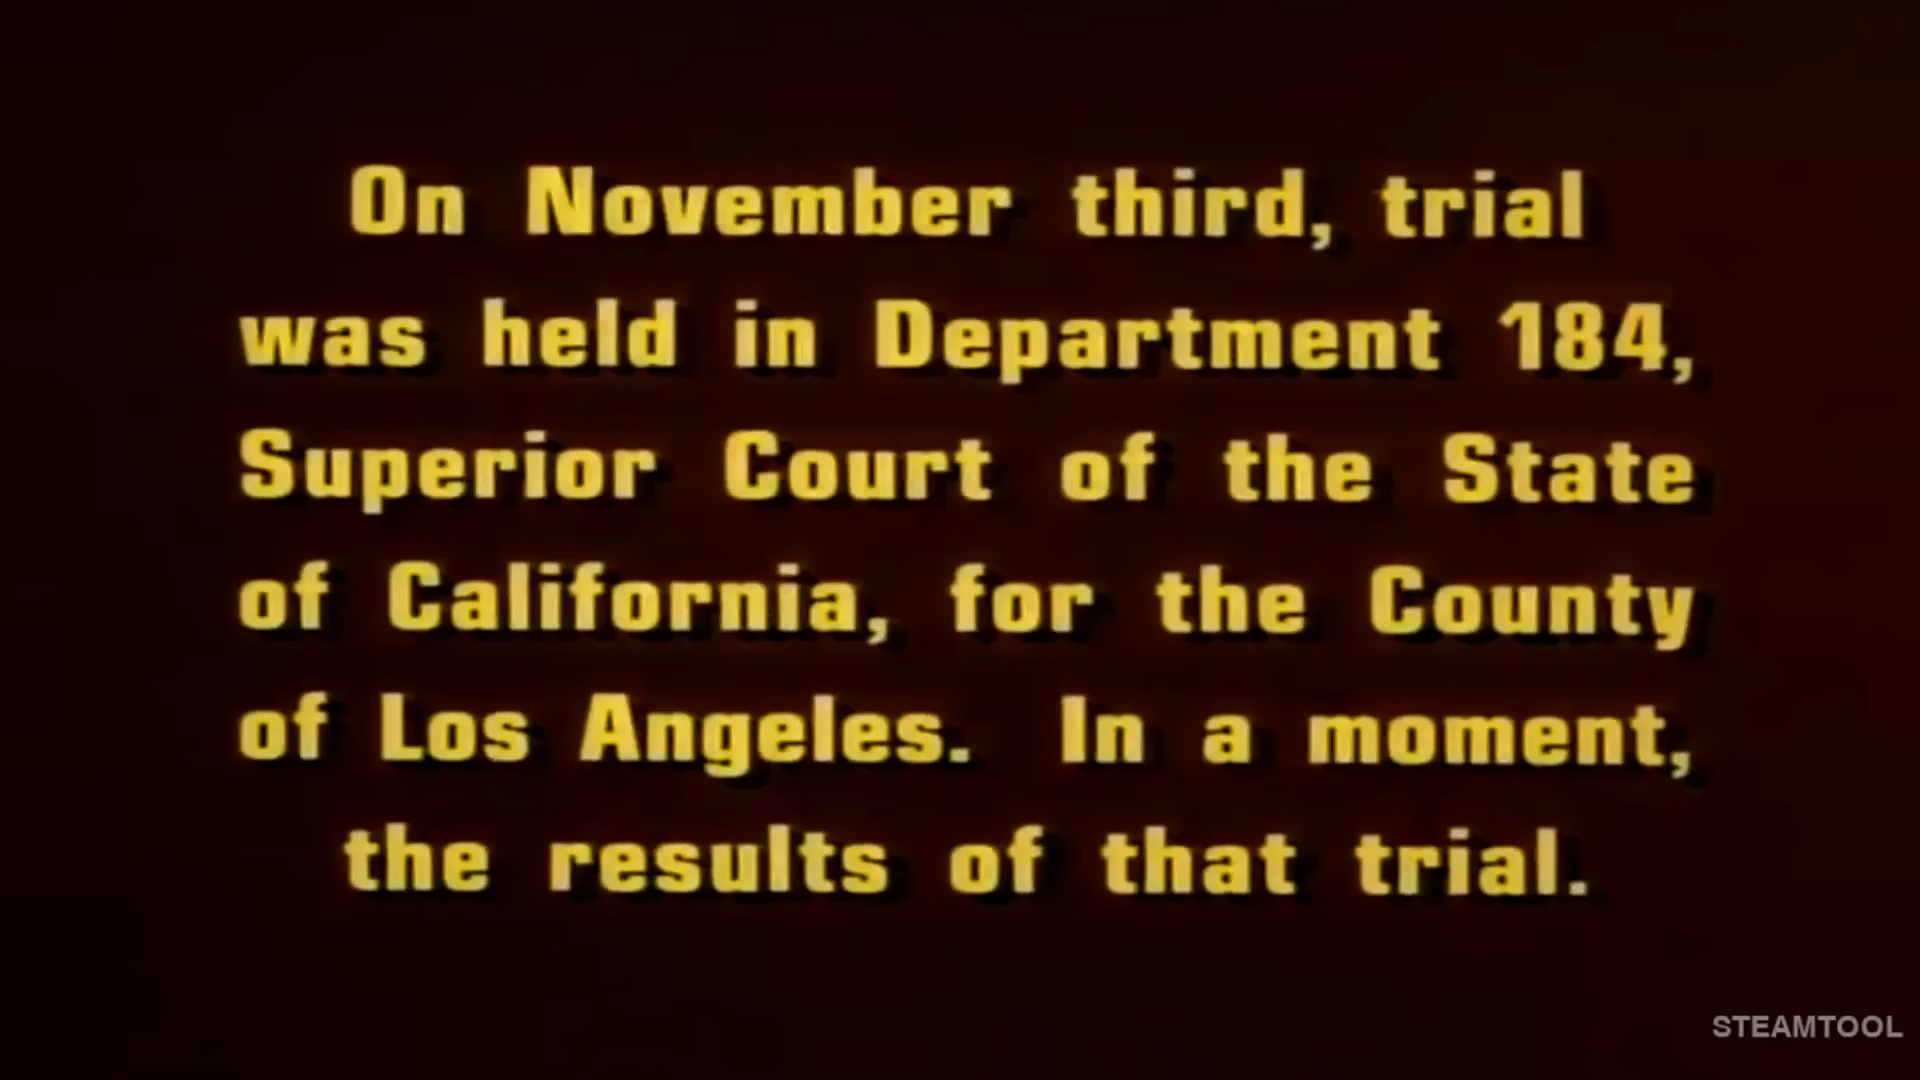 On November third, trial
was held in Department 184,
Superior Court of the State
of California, for the County
of Los Angeles. In a moment,
the results of that trial.
STEAMTOOL